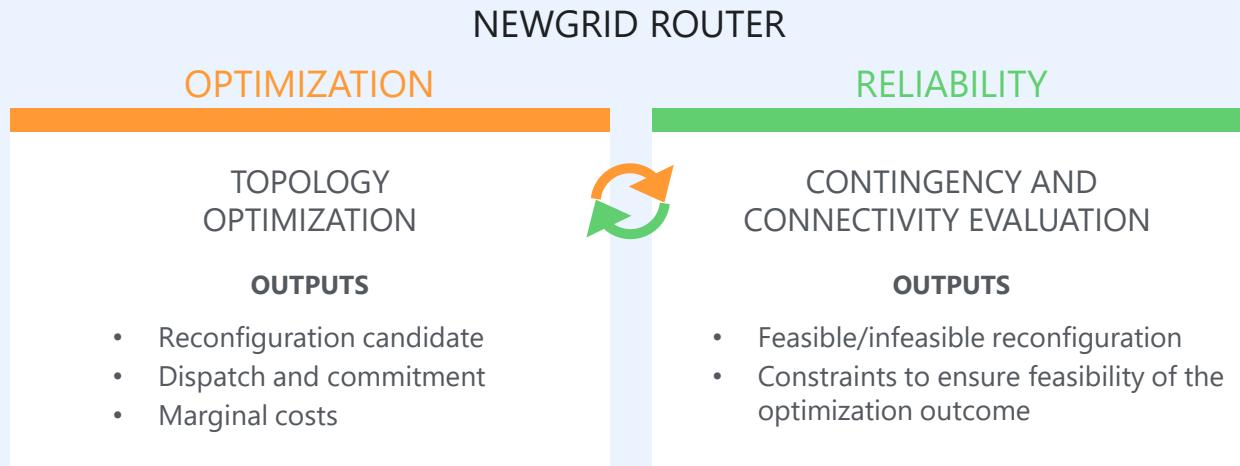 NEWGRID ROUTER
OPTIMIZATION
TOPOLOGY
OPTIMIZATION
OUTPUTS
• Reconfiguration candidate
• Dispatch and commitment
• Marginal costs
RELIABILITY
CONTINGENCY AND
CONNECTIVITY EVALUATION
OUTPUTS
• Feasible/infeasible reconfiguration
• Constraints to ensure feasibility of the
optimization outcome